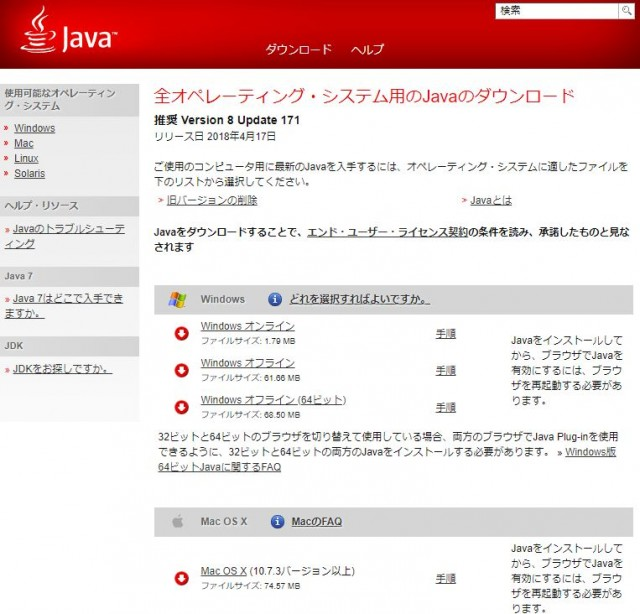 Java™
検索
ダウンロード ヘルプ
使用可能なオペレーティン
グ・システム
» Windows
» Mac
» Linux
» Solaris
ヘルプ・リソース
» Javaのトラブルシューテ
ィング
Java 7
» Java 7はどこで入手でき
ますか。
JDK
» JDKをお探しですか。
全オペレーティング・システム用のJavaのダウンロード
推奨 Version 8 Update 171
リリース日 2018年4月17日
ご使用のコンピュータ用に最新のJavaを入手するには、オペレーティング・システムに適したファイルを
下のリストから選択してください。
> 旧バージョンの削除 > Javaとは
Javaをダウンロードすることで、エンド・ユーザー・ライセンス契約の条件を読み、承諾したものと見な
されます
Windows どれを選択すればよいですか。
Windows オンライン
ファイルサイズ: 1.79 MB
手順
Windows オフライン
ファイルサイズ: 61.66 MB
手順
Windows オフライン (64ビット)
ファイルサイズ: 68.50 MB
手順
Javaをインストールして
から、ブラウザでJavaを
有効にするには、ブラウ
ザを再起動する必要があ
ります。
32ビットと64ビットのブラウザを切り替えて使用している場合、両方のブラウザでJava Plug-inを使用
できるように、32ビットと64ビットの両方のJavaをインストールする必要があります。 » Windows版
64ビットJavaに関するFAQ
Mac OS X MacのFAQ
Mac OS X (10.7.3バージョン以上)
ファイルサイズ: 74.57 MB
手順
Javaをインストールして
から、ブラウザでJavaを
有効にするには、ブラウ
ザを再起動する必要があ
ります。